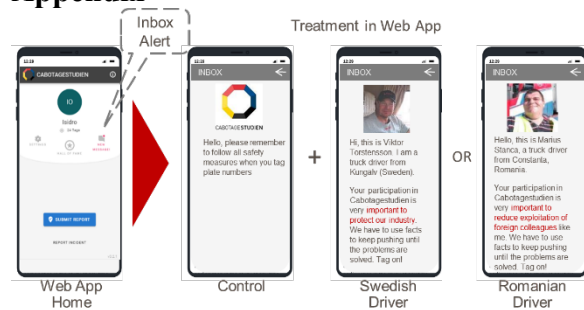 Appendix
Inbox
Alert
Treatment in Web App
CABOTAGESTUDIEN
IO
Isidro
SUBMIT REPORT
REPORT INCIDENT
INBOX
CABOTAGESTUDIEN
Hello, please remember
to follow all safety
measures when you tag
plate numbers
+
INBOX
Hi, this is Viktor
Torstensson. I am a
truck driver from
Kungalv (Sweden).
Your participation in
Cabotagestudien is
very important to
protect our industry.
We have to use facts
to keep pushing until
the problems are
solved. Tag on!
OR
INBOX
Hello, this is Marius
Stanca, a truck driver
from Constanta,
Romania.
Your participation in
Cabotagestudien is
very important to
reduce exploitation of
foreign colleagues like
me. We have to use
facts to keep pushing
until the problems are
solved. Tag on!
Web App
Home
Control
Swedish
Driver
Romanian
Driver